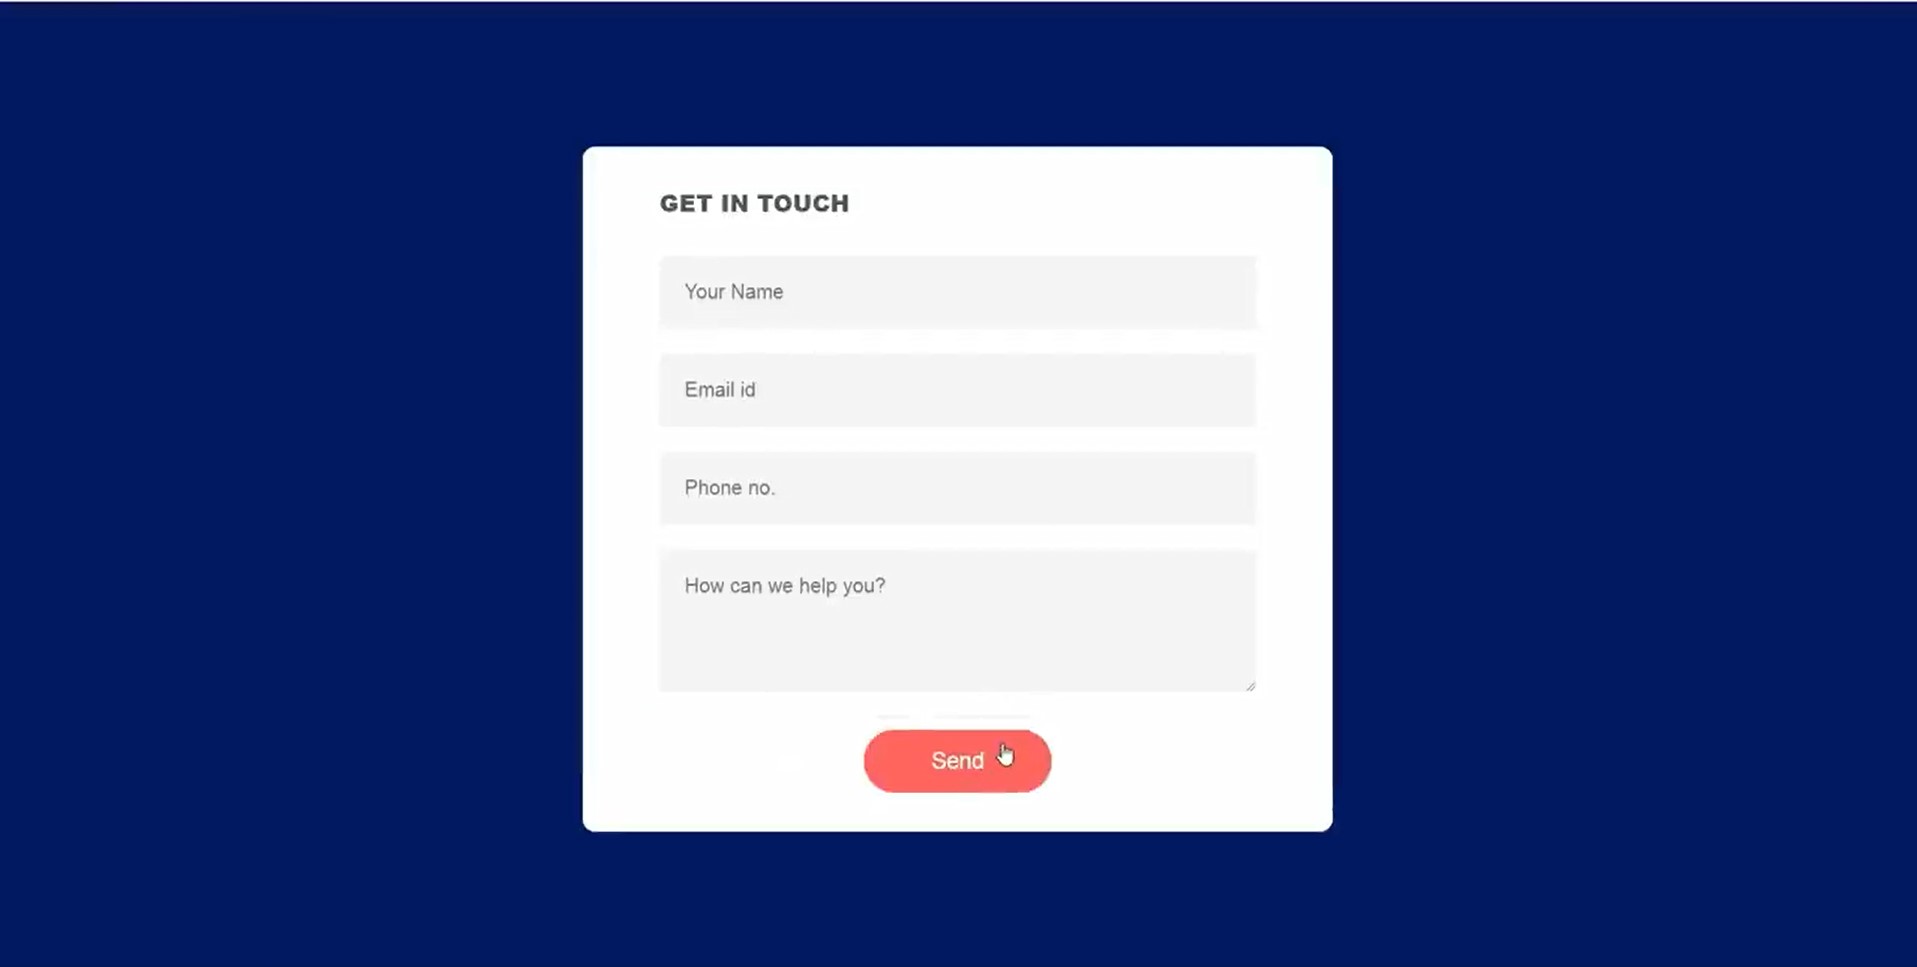 GET IN TOUCH
Your Name
Email id
Phone no.
How can we help you?
Send